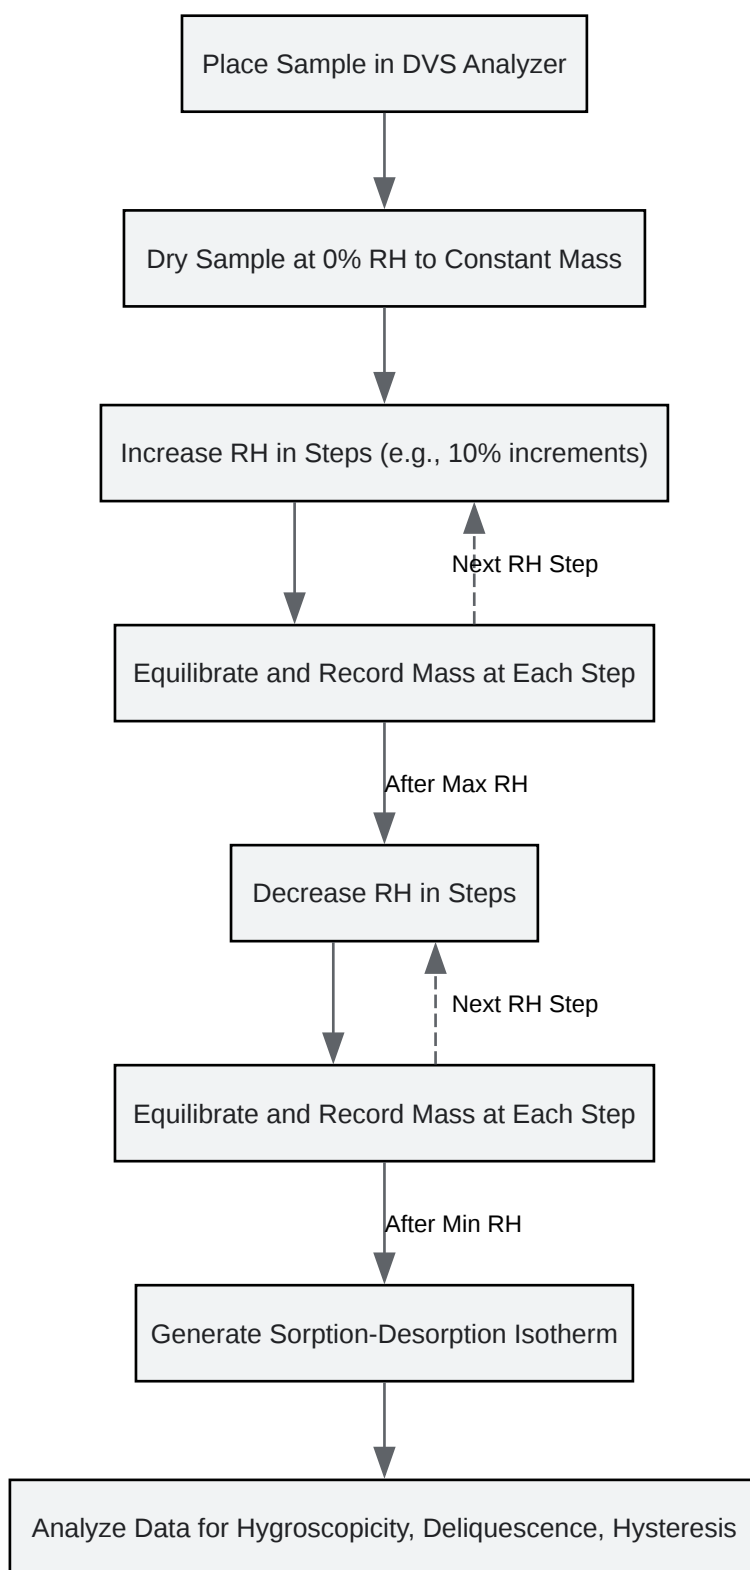 Place Sample in DVS Analyzer
Dry Sample at 0% RH to Constant Mass
Increase RH in Steps (e.g., 10% increments)
Next RH Step
Equilibrate and Record Mass at Each Step
After Max RH
Decrease RH in Steps
Next RH Step
Equilibrate and Record Mass at Each Step
After Min RH
Generate Sorption-Desorption Isotherm
Analyze Data for Hygroscopicity, Deliquescence, Hysteresis